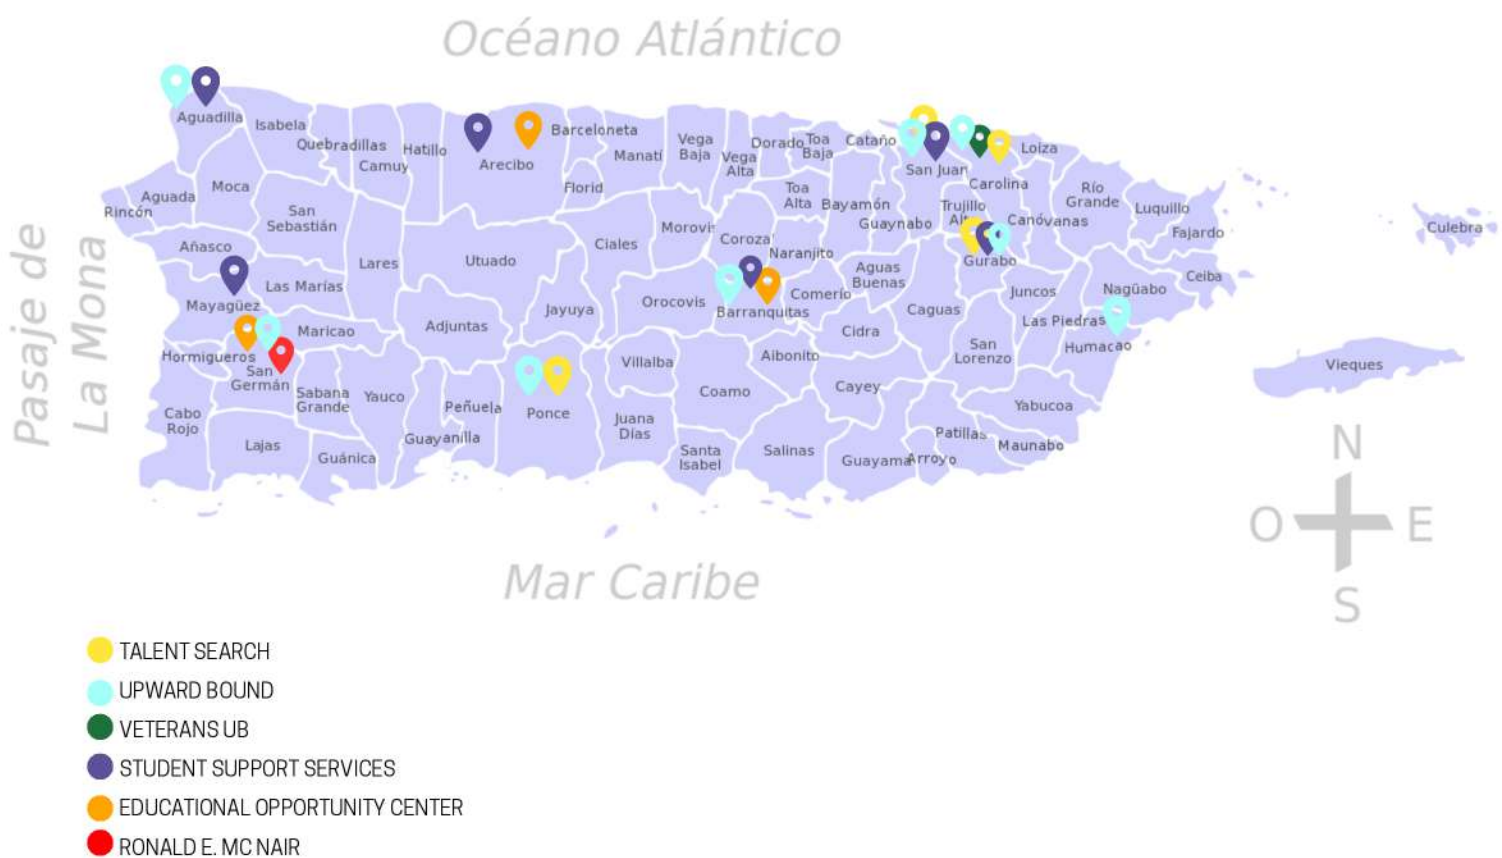 Océano Atlántico
Pasaje de
La Mona
Aguadilla
Isabela
Quebradillas
Camuy
Hatillo
Arecibo
Barceloneta
Florid
Manatí
Vega
Baja
Vega
Alta
Dorado
Toa
Baja
Cataño
San Juan
Loiza
Carolina
Aguada
Moca
Rincón
San
Sebastián
Toa
Alta
Bayamón
Guaynabo
Trujillo
Alt
Canóvanas
Río
Grande
Luquillo
Fajardo
Culebra
Añasco
Lares
Utuado
Ciales
Morovi
Coroza
Naranjito
Aguas
Buenas
Gurabo
Ceiba
Mayagüez
Las Marías
Jayuya
Orocovis
Barranquitas
Comerío
Caguas
Juncos
Nagüabo
Las Piedras
Humacao
Maricao
Adjuntas
Cidra
San
Lorenzo
Hormigueros
San
Germán
Villalba
Aibonito
Vieques
Sabana
Grande
Yauco
Peñuela
Ponce
Coamo
Cayey
Yabucoa
Cabo
Rojo
Juana
Días
Lajas
Guánica
Guayanilla
Santa
Isabel
Salinas
Guayama
Arroyo
Patillas
Maunabo
N
O
E
S
Mar Caribe
TALENT SEARCH
UPWARD BOUND
VETERANS UB
STUDENT SUPPORT SERVICES
EDUCATIONAL OPPORTUNITY CENTER
RONALD E. MC NAIR